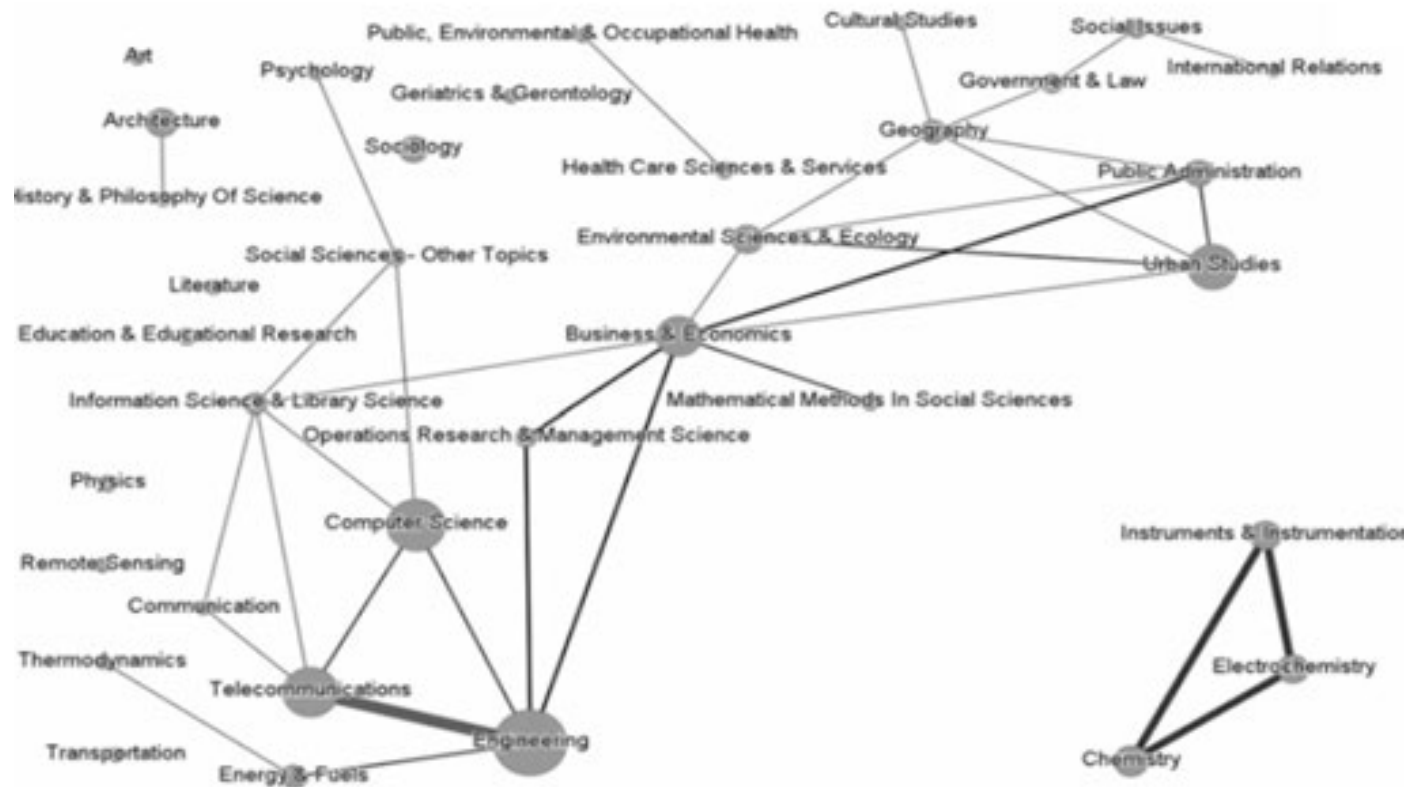 Cultural Studies
Social Issues
Public, Environmental & Occupational Health
Art
Psychology
International Relations
Government & Law
Geriatrics & Gerontology
Architecture
Geography
Sociology
Health Care Sciences & Services
Public Administration
History & Philosophy Of Science
Environmental Sciences & Ecology
Social Sciences - Other Topics
Urban Studies
Literature
Education & Educational Research
Business & Economics
Information Science & Library Science
Mathematical Methods In Social Sciences
Operations Research & Management Science
Physics
Computer Science
Instruments & Instrumentation
Remote Sensing
Communication
Thermodynamics
Electrochemistry
Telecommunications
Engineering
Transportation
Chemistry
Energy & Fuels